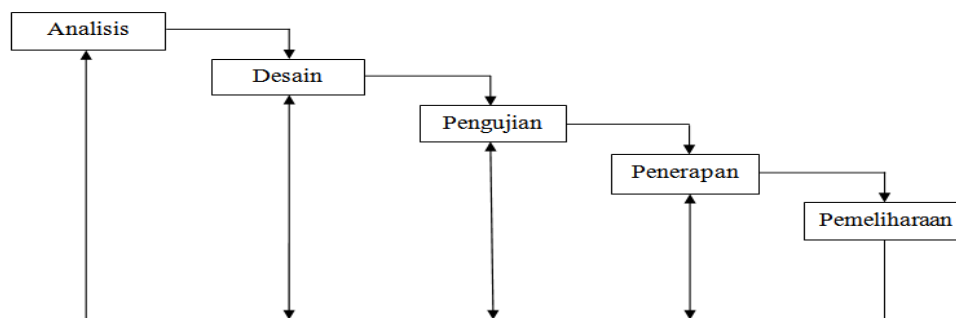 Analisis
Desain
Pengujian
Penerapan
Pemeliharaan